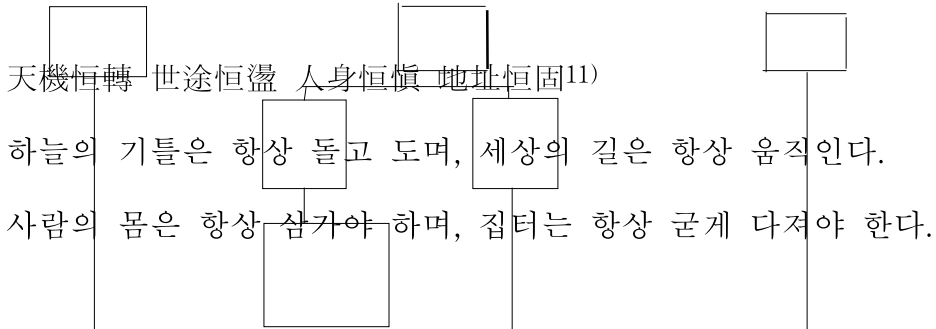 天機恒轉 世途恒盪 人身恒愼 地址恒固11)
하늘의 기틀은 항상 돌고 도며, 세상의 길은 항상 움직인다.
사람의 몸은 항상 삼가야 하며, 집터는 항상 굳게 다져야 한다.